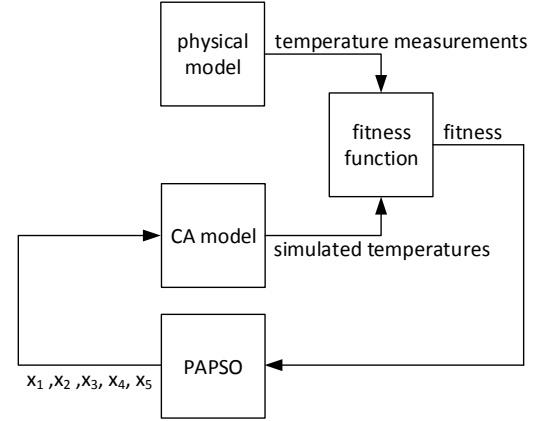 physical
model
temperature measurements
fitness
function
fitness
CA model
simulated temperatures
PAPSO
x₁ ,x₂ ,x₃, x₄, x₅